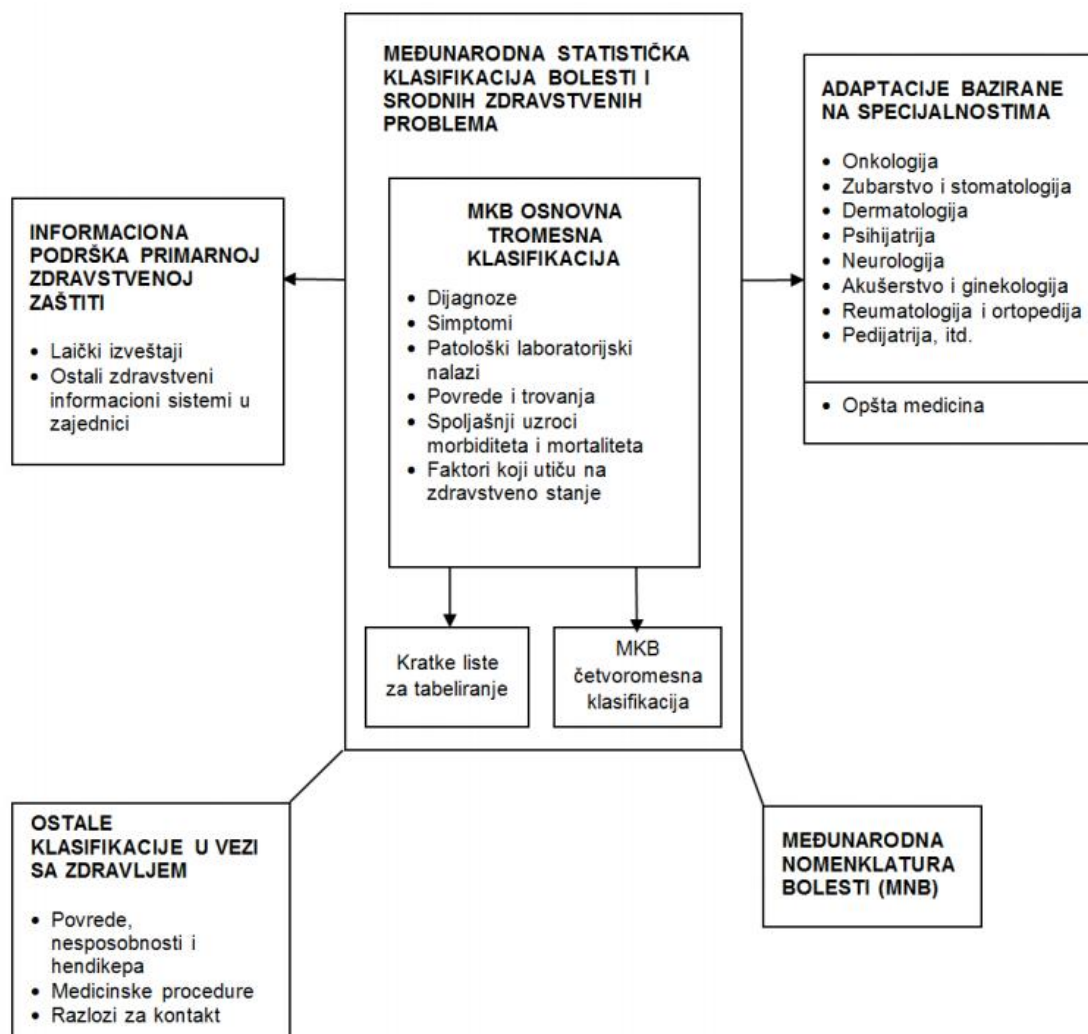 MEĐUNARODNA STATISTIČKA
KLASIFIKACIJA BOLESTI I
SRODNIH ZDRAVSTVENIH
PROBLEMA
MKB OSNOVNA
TROMESNA
KLASIFIKACIJA
• Dijagnoze
• Simptomi
• Patološki laboratorijski
nalazi
• Povrede i trovanja
• Spoljašnji uzroci
morbiditeta i mortaliteta
• Faktori koji utiču na
zdravstveno stanje
Kratke liste
za tabeliranje
MKB
četvoromesna
klasifikacija
INFORMACIONA
PODRŠKA PRIMARNOJ
ZDRAVSTVENOJ
ZAŠTITI
• Laički izveštaji
• Ostali zdravstveni
informacioni sistemi u
zajednici
ADAPTACIJE BAZIRANE
NA SPECIJALNOSTIMA
• Onkologija
• Zubarstvo i stomatologija
• Dermatologija
• Psihijatrija
• Neurologija
• Akušerstvo i ginekologija
• Reumatologija i ortopedija
• Pedijatrija, itd.
• Opšta medicina
OSTALE
KLASIFIKACIJE U VEZI
SA ZDRAVLJEM
• Povrede,
nesposobnosti i
hendikepa
• Medicinske procedure
• Razlozi za kontakt
MEĐUNARODNA
NOMENKLATURA
BOLESTI (MNB)